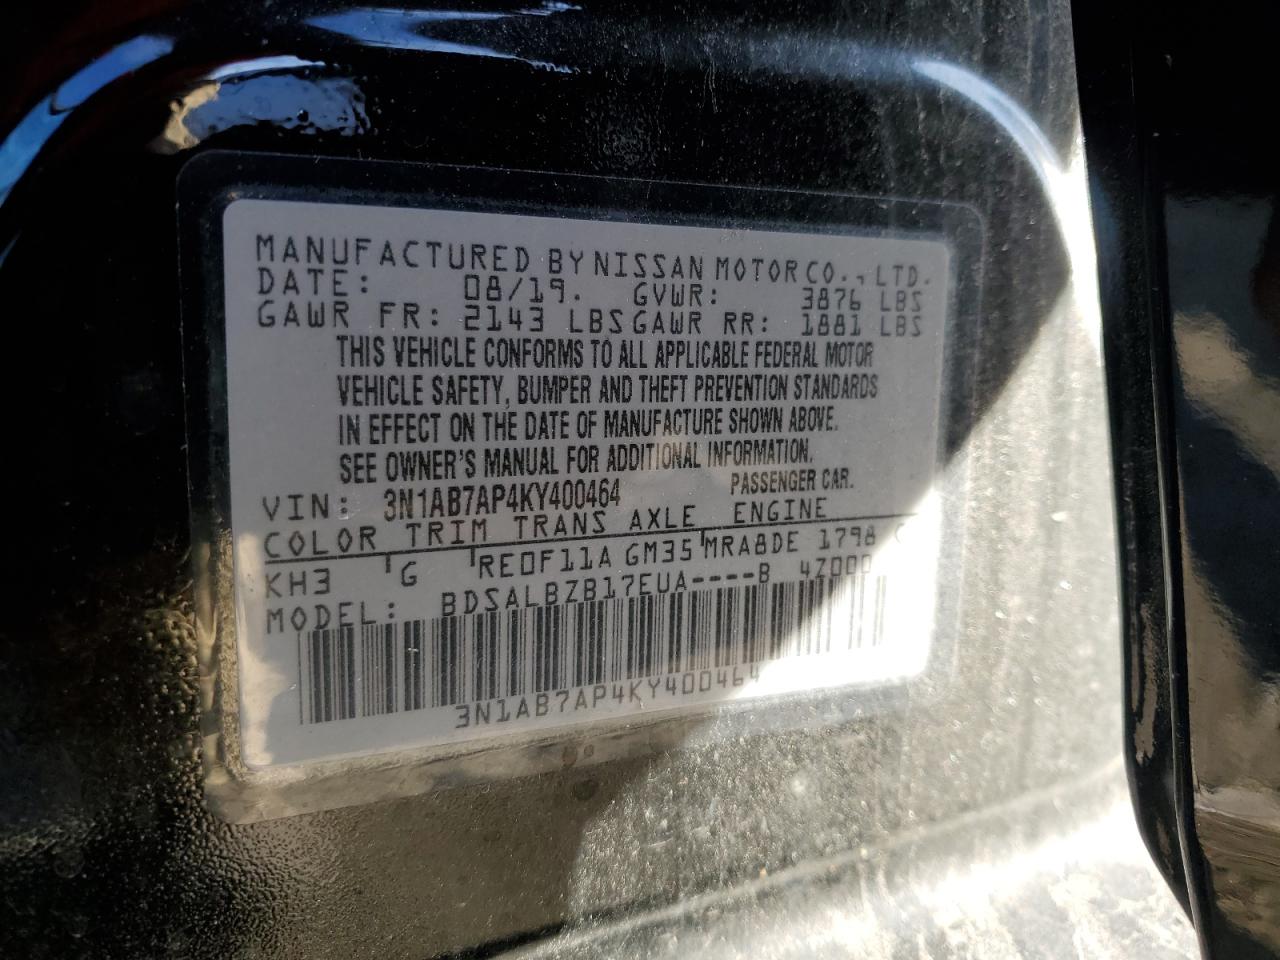 MANUFACTURED BY NISSAN MOTOR CO., LTD.
DATE: 08/19. GVWR: 3876 LBS
GAWR FR: 2143 LBS GAWR RR: 1881 LBS
THIS VEHICLE CONFORMS TO ALL APPLICABLE FEDERAL MOTOR
VEHICLE SAFETY, BUMPER AND THEFT PREVENTION STANDARDS
IN EFFECT ON THE DATE OF MANUFACTURE SHOWN ABOVE.
SEE OWNER'S MANUAL FOR ADDITIONAL INFORMATION.
VIN: 3N1AB7AP4KY400464 PASSENGER CAR.
COLOR TRIM TRANS AXLE ENGINE
KH3 G RE0F11A GM35 MRA8DE 1798
MODEL: BDSALBZB17EUA----B 4Z000
3N1AB7AP4KY400464